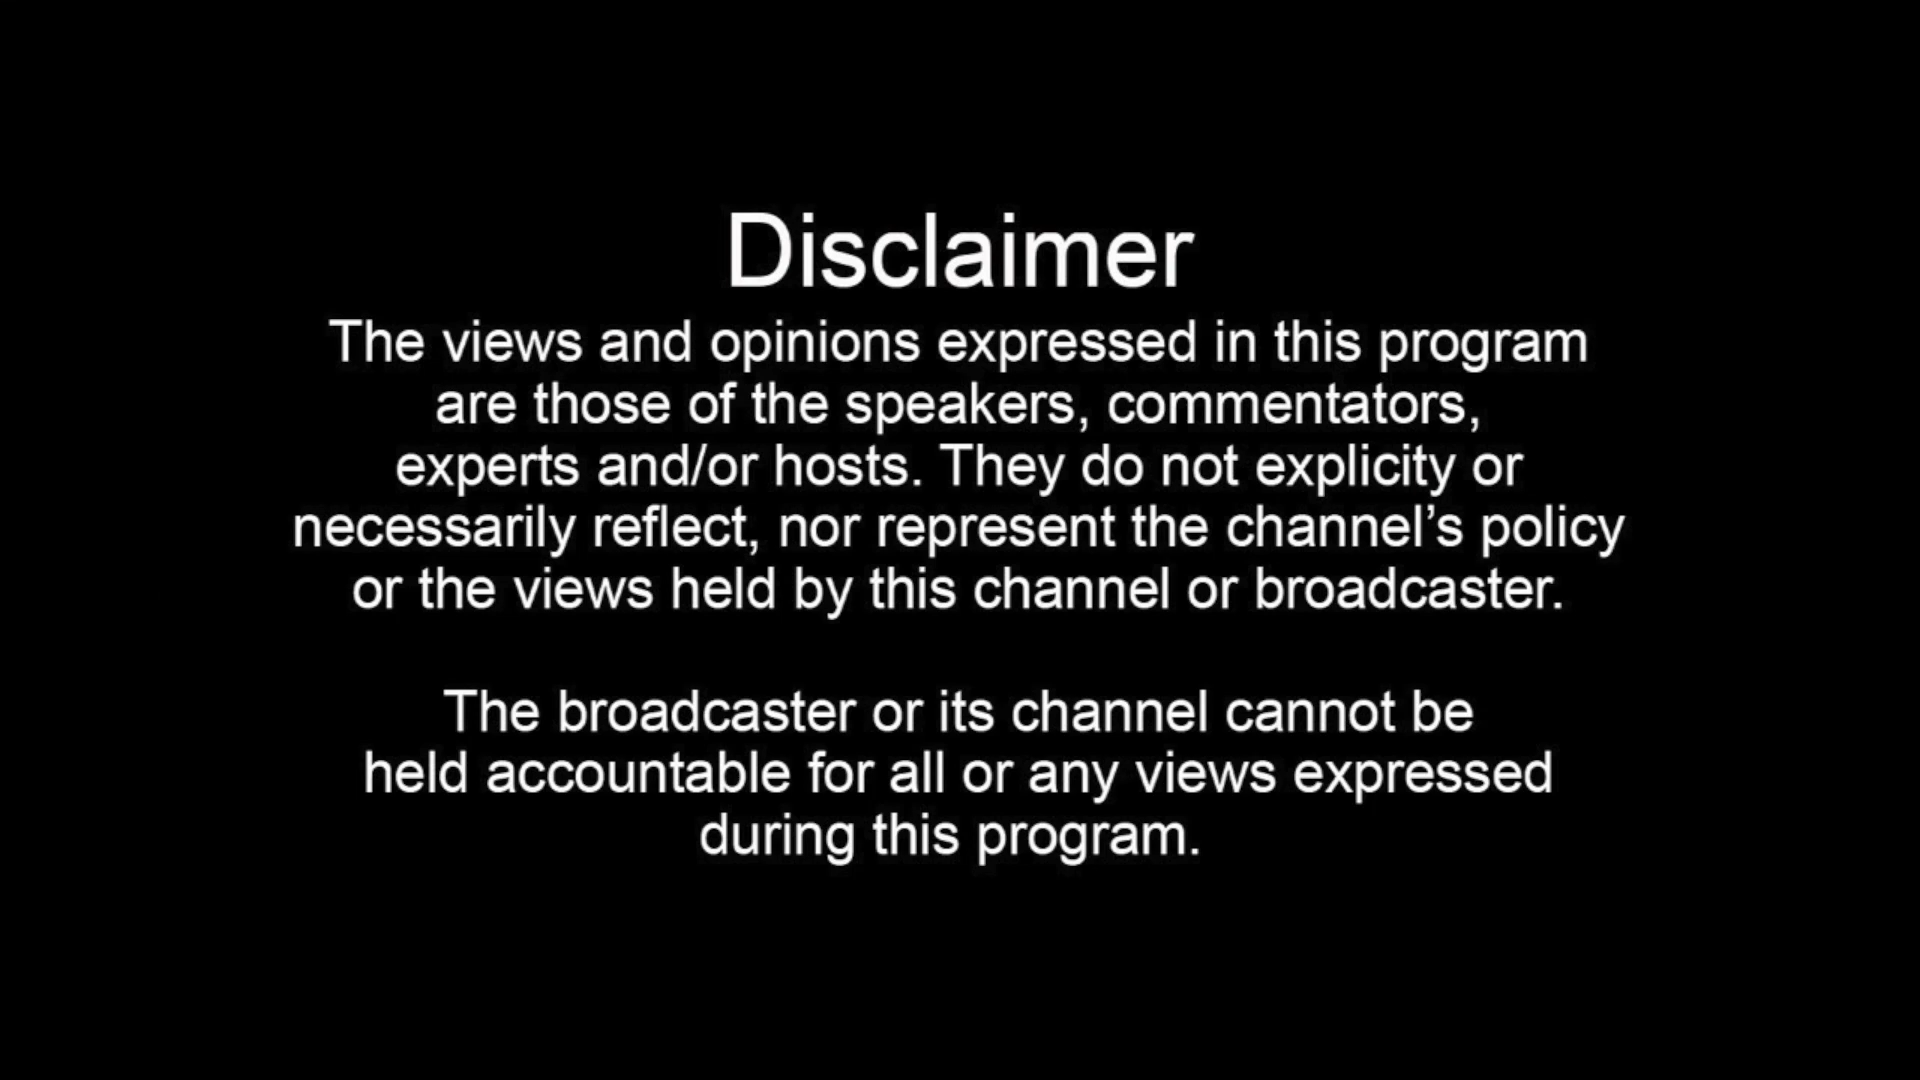 Disclaimer
The views and opinions expressed in this program
are those of the speakers, commentators,
experts and/or hosts. They do not explicity or
necessarily reflect, nor represent the channel’s policy
or the views held by this channel or broadcaster.
The broadcaster or its channel cannot be
held accountable for all or any views expressed
during this program.